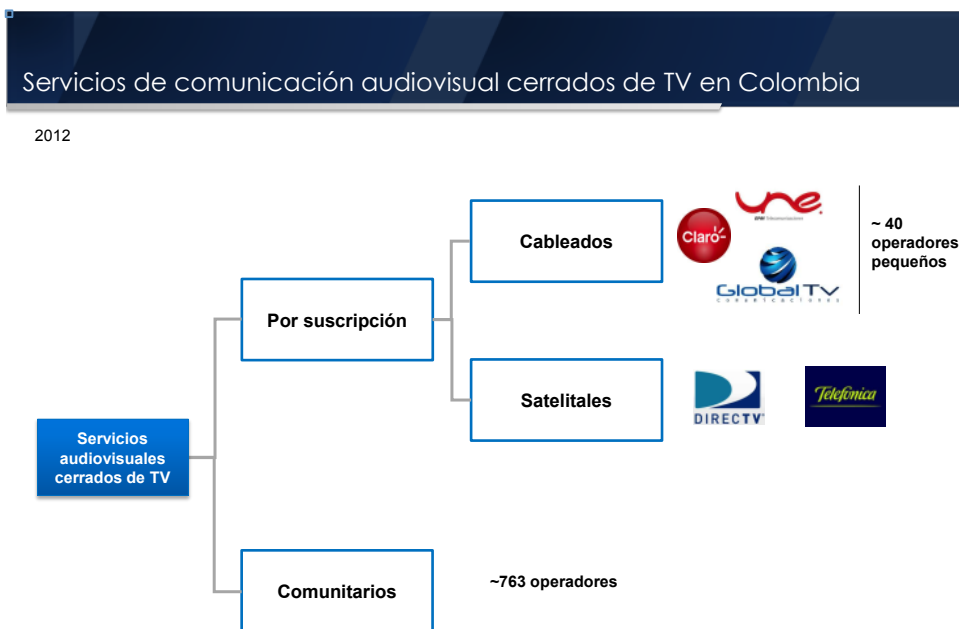 Servicios de comunicación audiovisual cerrados de TV en Colombia
2012
Cableados
une
Claro
GlobalTV
~ 40
operadores
pequeños
Por suscripción
Satelitales
DIRECTV
Telefónica
Servicios
audiovisuales
cerrados de TV
Comunitarios
~763 operadores